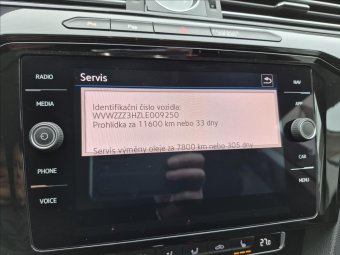 Servis
RADIO
NAV
MEDIA
APP
Identifikační číslo vozidla:
WVWZZZ3HZLE009250
Prohlídka za 11600 km nebo 33 dny
Servis výměny oleje za 7800 km nebo 305 dny
PHONE
CAR
VOICE
MENU